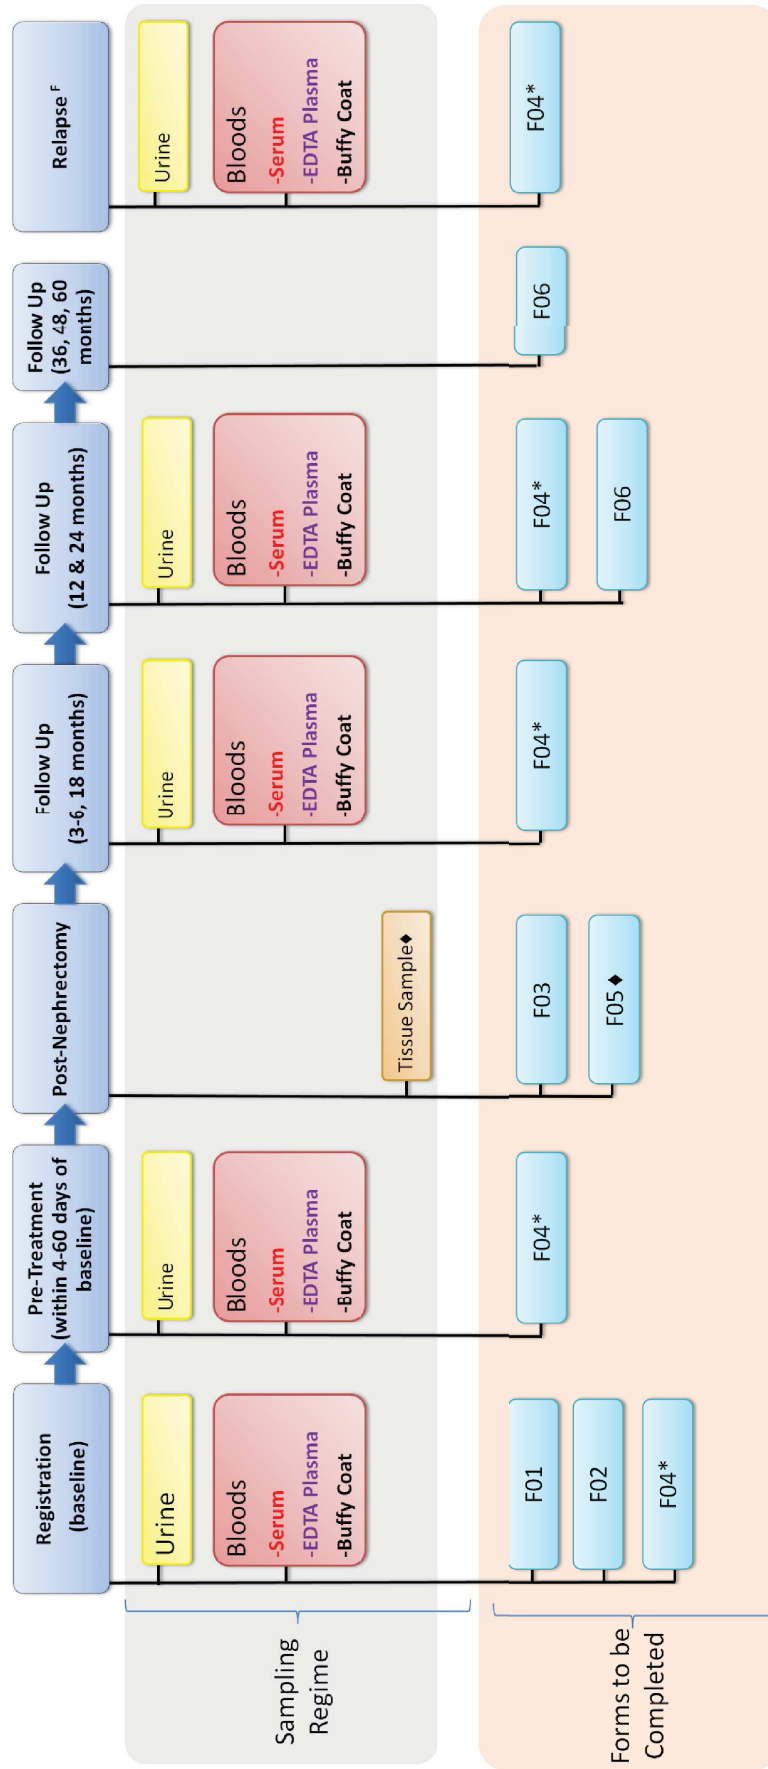 Registration
(baseline)
Pre-Treatment
(within 4-60 days of
baseline)
Post-Nephrectomy
Follow Up
(3-6, 18 months)
Follow Up
(12 & 24 months)
Follow Up
(36, 48, 60
months)
Relapse F
Sampling
Regime
Urine
Bloods
-Serum
-EDTA Plasma
-Buffy Coat
Urine
Bloods
-Serum
-EDTA Plasma
-Buffy Coat
Tissue Sample♦
Urine
Bloods
-Serum
-EDTA Plasma
-Buffy Coat
Urine
Bloods
-Serum
-EDTA Plasma
-Buffy Coat
Urine
Bloods
-Serum
-EDTA Plasma
-Buffy Coat
Forms to be
Completed
F01
F02
F04*
F04*
F03
F05♦
F04*
F04*
F06
F06
F04*